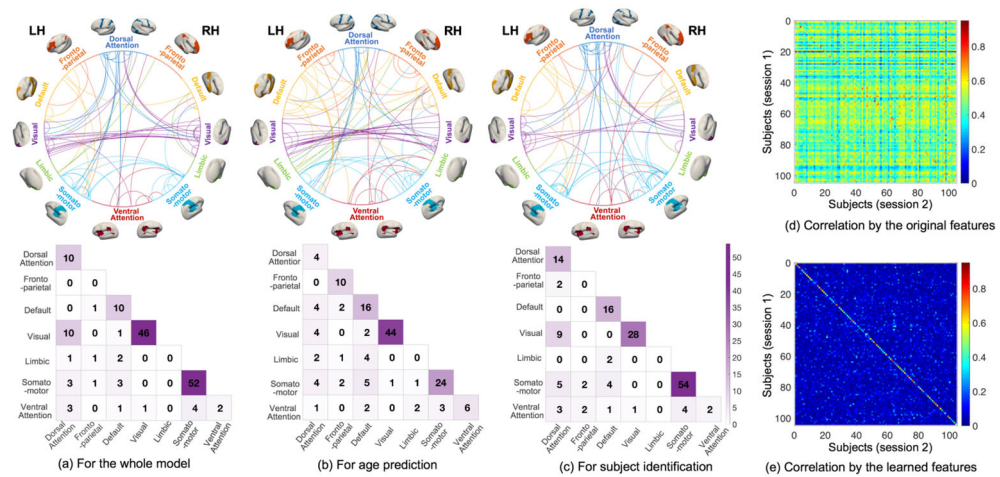 LH
RH
Dorsal
Attention
Fronto
-parietal
Fronto
-parietal
Default
Default
Visual
Visual
Limbic
Limbic
Somato
-motor
Somato
-motor
Ventral
Attention
Dorsal
Attention
10
Fronto
-parietal
0 0
Default
0 1 10
Visual
10 0 1 46
Limbic
1 1 2 0 0
Somato
-motor
3 1 3 0 0 52
Ventral
Attention
3 0 1 1 0 4 2
Dorsal
Attention
Fronto
-parietal
Default
Visual
Limbic
Somato
-motor
Ventral
Attention
(a) For the whole model
LH
RH
Dorsal
Attention
Fronto
-parietal
Fronto
-parietal
Default
Default
Visual
Visual
Limbic
Limbic
Somato
-motor
Somato
-motor
Ventral
Attention
Dorsal
Attentior
4
Fronto
-parietal
0 10
Default
4 2 16
Visual
4 0 2 44
Limbic
2 1 4 0 0
Somato
-motor
4 2 5 1 1 24
Ventral
Attention
1 0 2 0 2 3 6
Dorsal
Attention
Fronto
-parietal
Default
Visual
Limbic
Somato
-motor
Ventral
Attention
(b) For age prediction
LH
RH
Dorsal
Attention
Fronto
-parietal
Fronto
-parietal
Default
Default
Visual
Visual
Limbic
Limbic
Somato
-motor
Somato
-motor
Ventral
Attention
Dorsal
Attentior
14
Fronto
-parietal
2 0
Default
0 0 16
Visual
9 0 0 28
Limbic
0 0 2 0 0
Somato
-motor
5 2 4 0 0 54
Ventral
Attention
3 2 1 1 0 4 2
Dorsal
Attention
Fronto
-parietal
Default
Visual
Limbic
Somato
-motor
Ventral
Attention
50
45
40
35
30
25
20
15
10
5
0
(c) For subject identification
Subjects (session 1)
0
20
40
60
80
100
0 20 40 60 80 100
Subjects (session 2)
0.8
0.6
0.4
0.2
0
(d) Correlation by the original features
Subjects (session 1)
0
20
40
60
80
100
0 20 40 60 80 100
Subjects (session 2)
0.8
0.6
0.4
0.2
0
(e) Correlation by the learned features